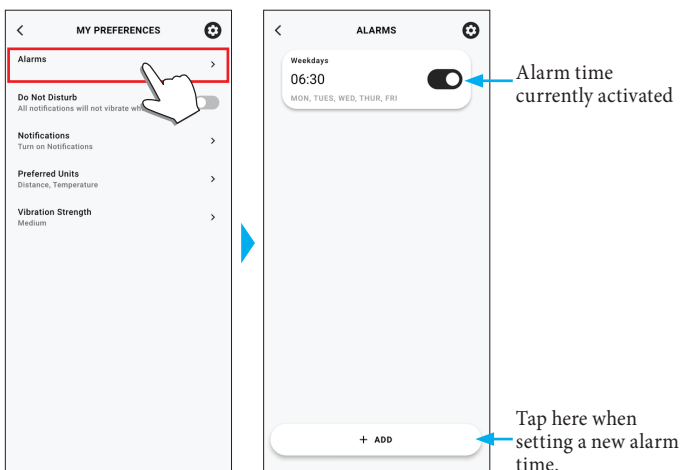 MY PREFERENCES
Alarms
Do Not Disturb
All notifications will not vibrate
Notifications
Turn on Notifications
Preferred Units
Distance, Temperature
Vibration Strength
Medium
ALARMS
Weekdays
06:30
MON, TUES, WED, THUR, FRI
+ ADD
Alarm time
currently activated
Tap here when
setting a new alarm
time.